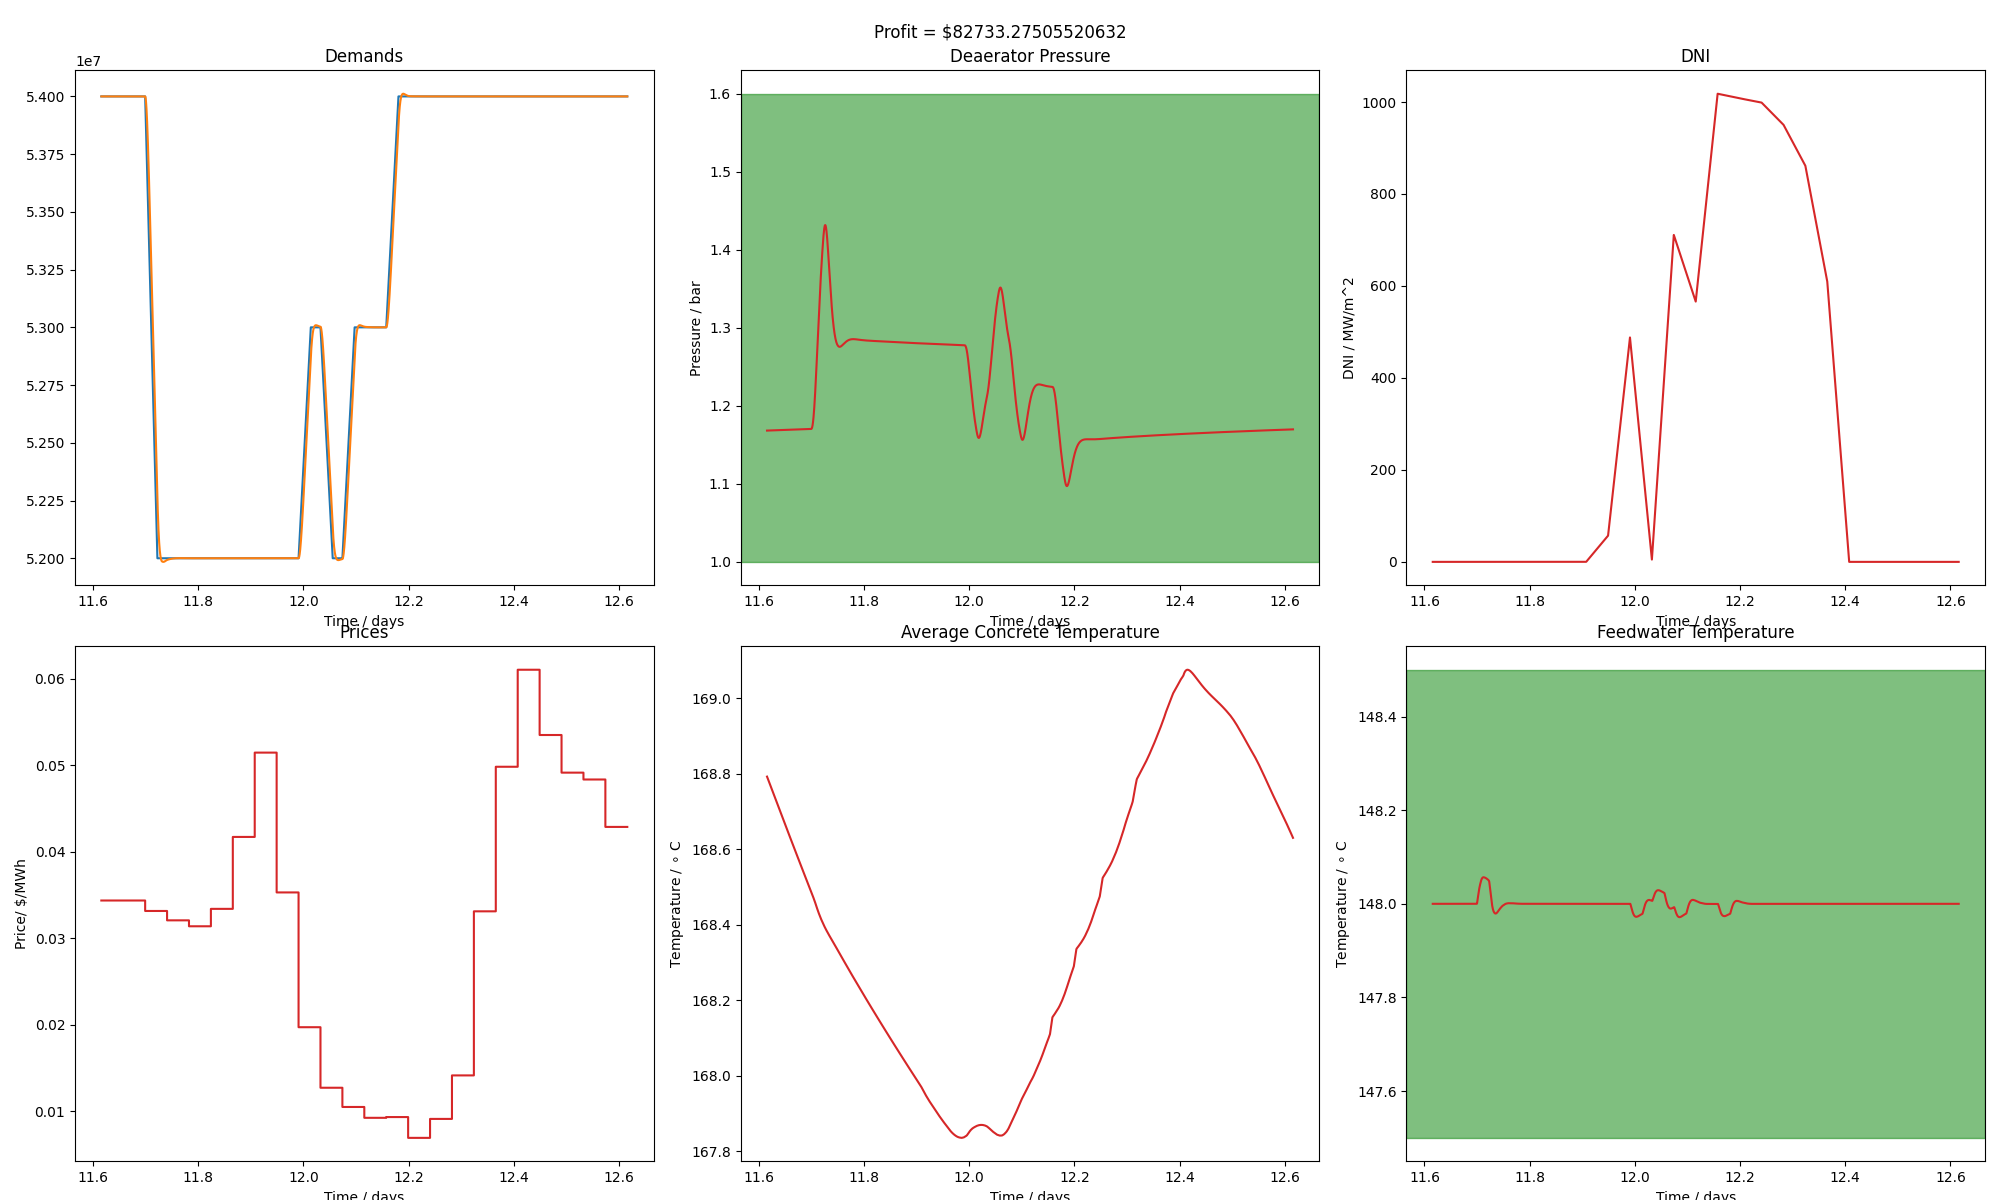 Profit = $82733.27505520632
Demands
1e7
5.400
5.375
5.350
5.325
5.300
5.275
5.250
5.225
5.200
11.6 11.8 12.0 12.2 12.4 12.6
Time / days
Deaerator Pressure
Pressure / bar
1.6
1.5
1.4
1.3
1.2
1.1
1.0
11.6 11.8 12.0 12.2 12.4 12.6
Time / days
DNI
DNI / MW/m^2
1000
800
600
400
200
0
11.6 11.8 12.0 12.2 12.4 12.6
Time / days
Prices
Price/ $/MWh
0.06
0.05
0.04
0.03
0.02
0.01
11.6 11.8 12.0 12.2 12.4 12.6
Time / days
Average Concrete Temperature
Temperature / ∘ C
169.0
168.8
168.6
168.4
168.2
168.0
167.8
11.6 11.8 12.0 12.2 12.4 12.6
Time / days
Feedwater Temperature
Temperature / ∘ C
148.4
148.2
148.0
147.8
147.6
11.6 11.8 12.0 12.2 12.4 12.6
Time / days